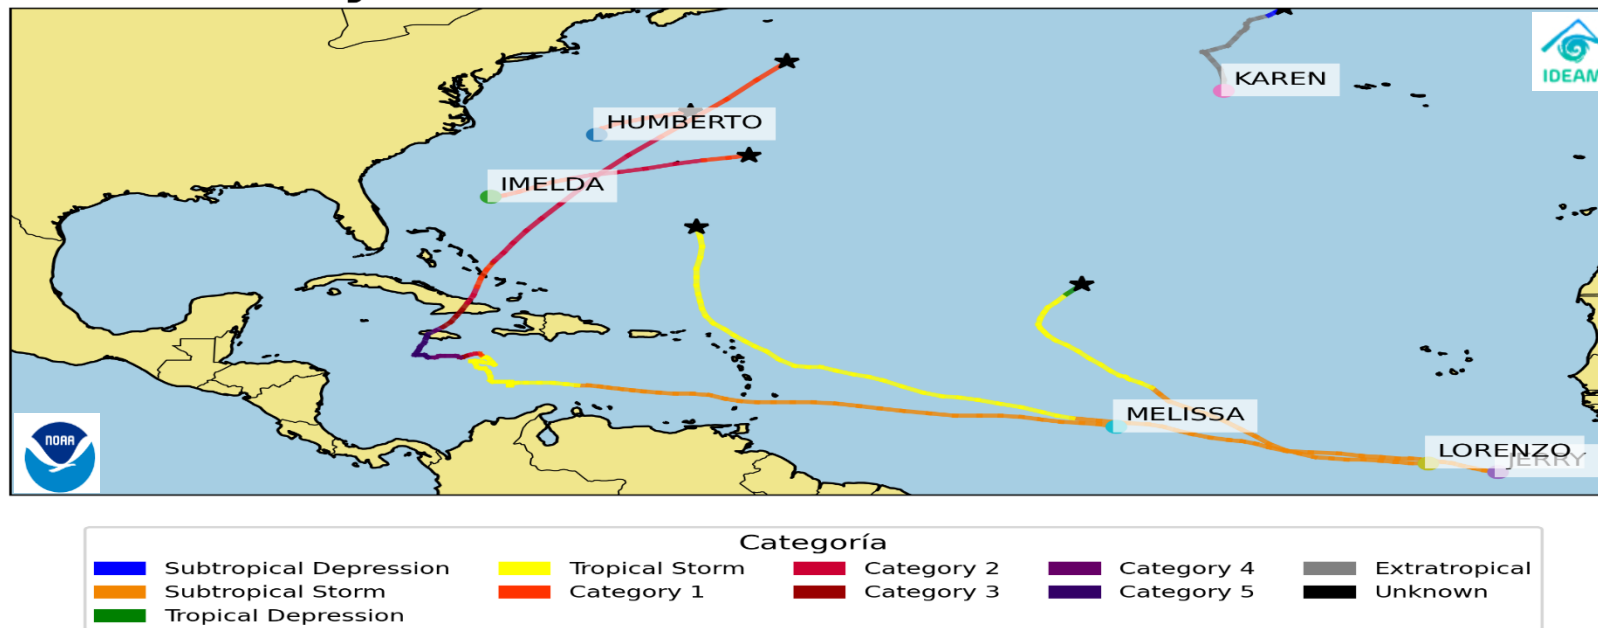 IDEAM
KAREN
HUMBERTO
IMELDA
MELISSA
LORENZO
JERRY
NOAA
Categoría
Subtropical Depression
Tropical Storm
Category 2
Category 4
Extratropical
Subtropical Storm
Category 1
Category 3
Category 5
Unknown
Tropical Depression